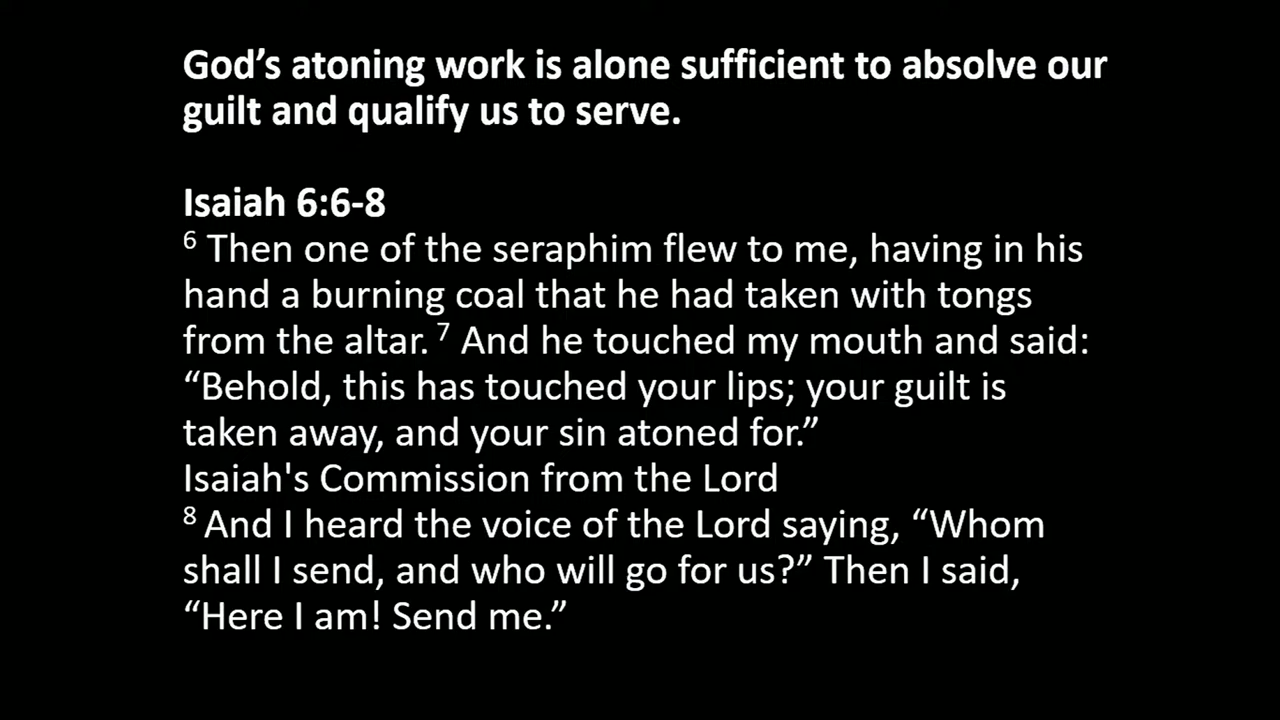 God’s atoning work is alone sufficient to absolve our
guilt and qualify us to serve.
Isaiah 6:6-8
6 Then one of the seraphim flew to me, having in his
hand a burning coal that he had taken with tongs
from the altar. 7 And he touched my mouth and said:
“Behold, this has touched your lips; your guilt is
taken away, and your sin atoned for.”
Isaiah's Commission from the Lord
8 And I heard the voice of the Lord saying, “Whom
shall I send, and who will go for us?” Then I said,
“Here I am! Send me.”